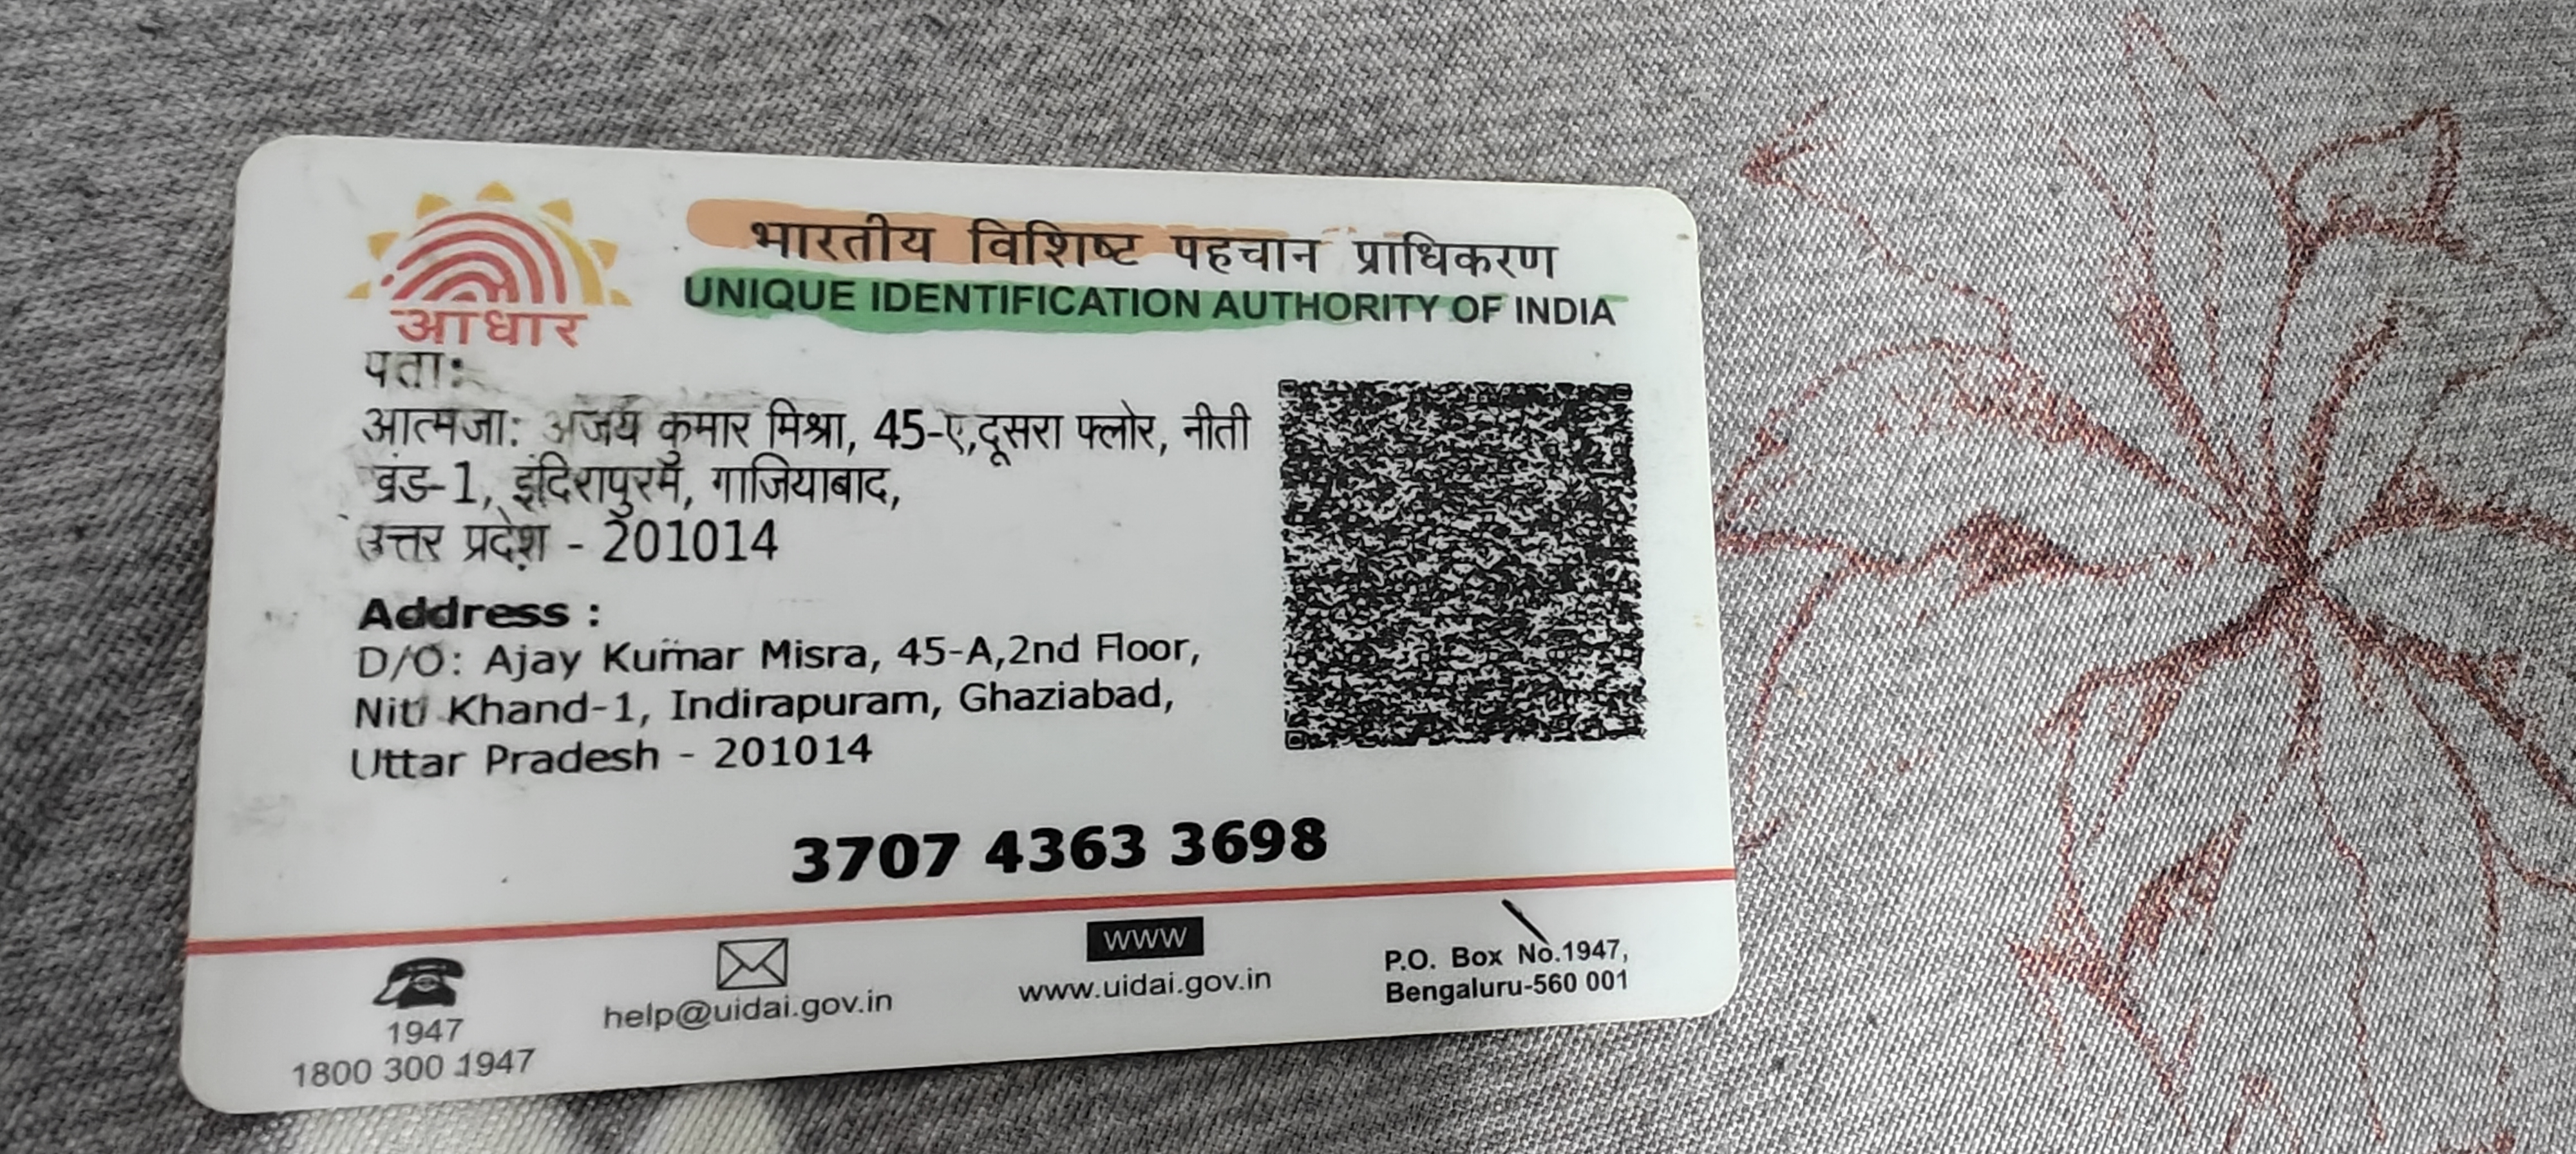 भारतीय विशिष्ट पहचान प्राधिकरण
UNIQUE IDENTIFICATION AUTHORITY OF INDIA
आधार
पता:
आत्मजा: अजय कुमार मिश्रा, 45-ए,दूसरा फ्लोर, नीती
खंड-1, इंदिरापुरम, गाजियाबाद,
उत्तर प्रदेश - 201014
Address :
D/O: Ajay Kumar Misra, 45-A,2nd Floor,
Niti Khand-1, Indirapuram, Ghaziabad,
Uttar Pradesh - 201014
3707 4363 3698
1947
1800 300 1947
help@uidai.gov.in
WWW
www.uidai.gov.in
P.O. Box No.1947,
Bengaluru-560 001